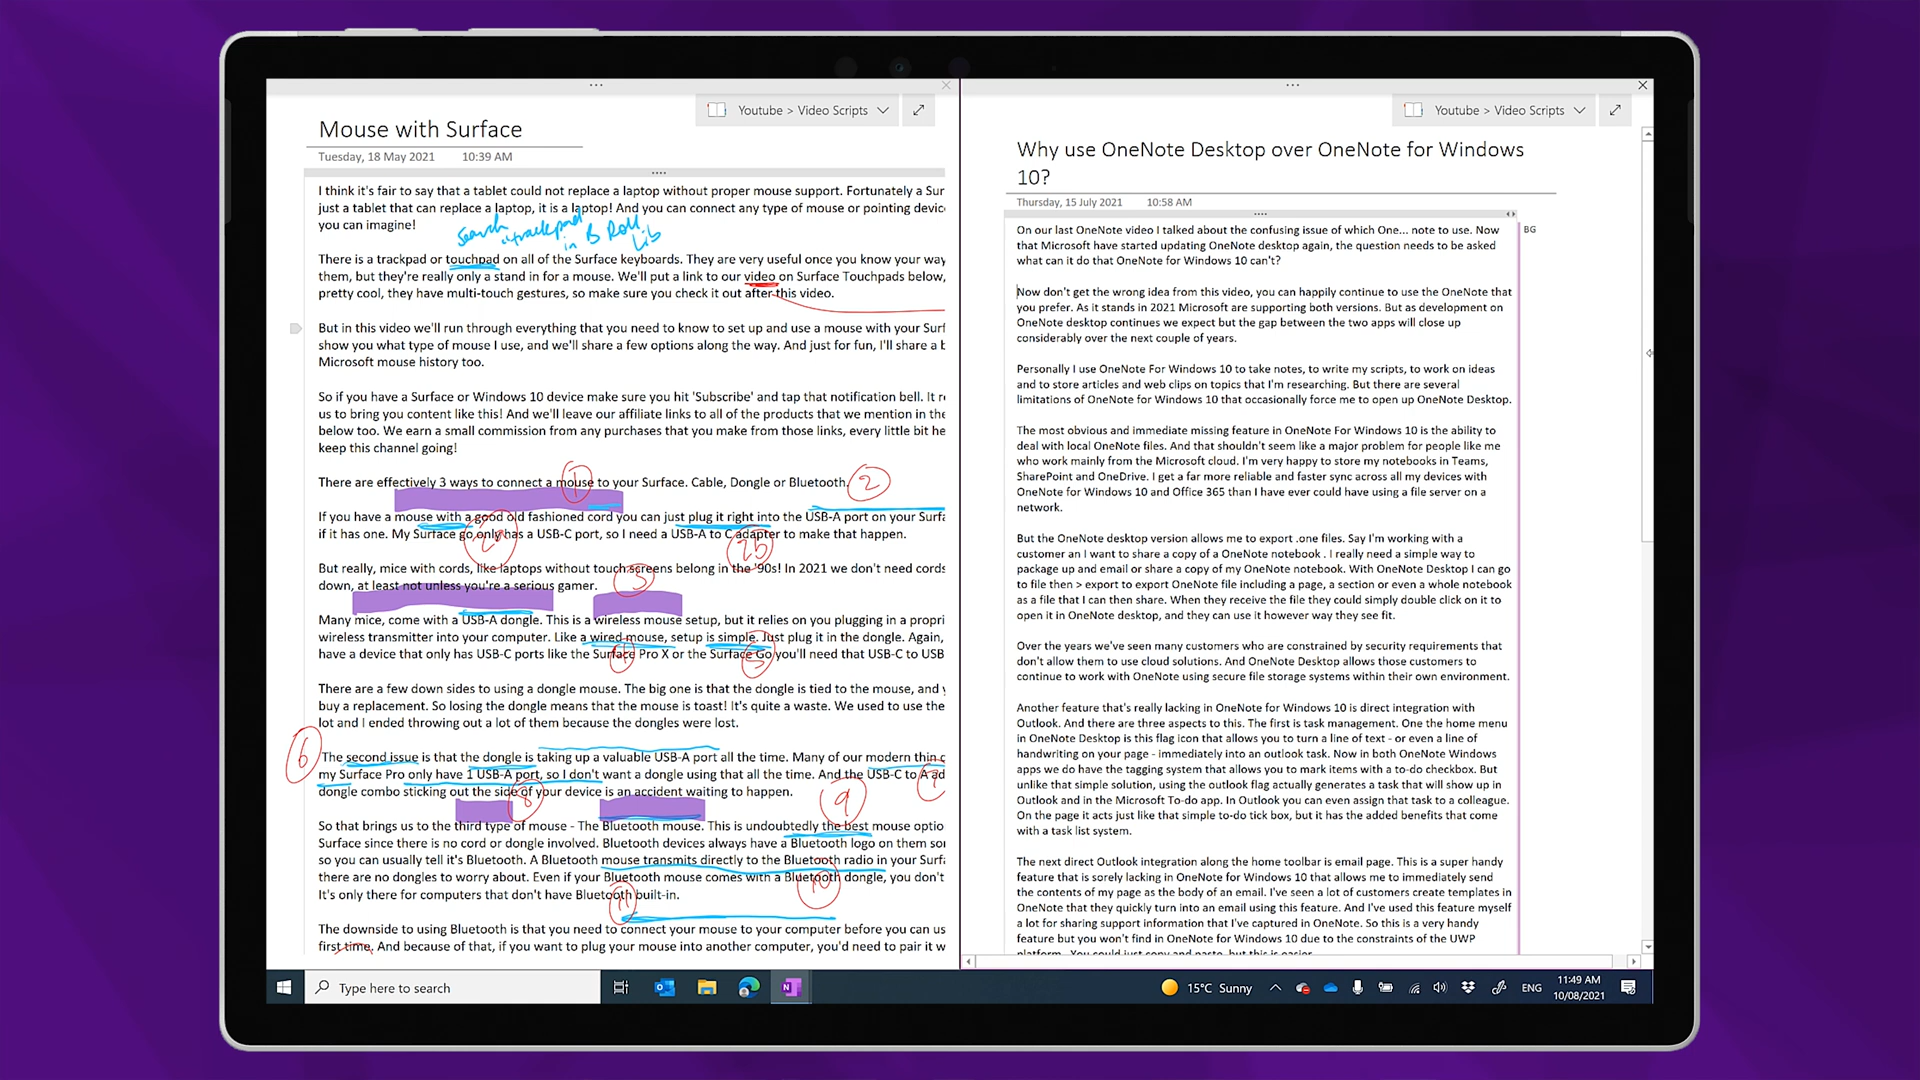 Youtube > Video Scripts
Mouse with Surface
Tuesday, 18 May 2021 10:39 AM
I think it's fair to say that a tablet could not replace a laptop without proper mouse support. Fortunately a Sur
just a tablet that can replace a laptop, it is a laptop! And you can connect any type of mouse or pointing devic
you can imagine!
Search "trackpad
in B Roll
Lib
There is a trackpad or touchpad on all of the Surface keyboards. They are very useful once you know your way
them, but they're really only a stand in for a mouse. We'll put a link to our video on Surface Touchpads below,
pretty cool, they have multi-touch gestures, so make sure you check it out after this video.
But in this video we'll run through everything that you need to know to set up and use a mouse with your Surf
show you what type of mouse I use, and we'll share a few options along the way. And just for fun, I'll share a b
Microsoft mouse history too.
So if you have a Surface or Windows 10 device make sure you hit 'Subscribe' and tap that notification bell. It re
us to bring you content like this! And we'll leave our affiliate links to all of the products that we mention in the
below too. We earn a small commission from any purchases that you make from those links, every little bit he
keep this channel going!
1
2
There are effectively 3 ways to connect a mouse to your Surface. Cable, Dongle or Bluetooth.
If you have a mouse with a good old fashioned cord you can just plug it right into the USB-A port on your Surfa
if it has one. My Surface go only has a USB-C port, so I need a USB-A to C adapter to make that happen.
2a
2b
But really, mice with cords, like laptops without touch screens belong in the '90s! In 2021 we don't need cords
down, at least not unless you're a serious gamer.
3
Many mice, come with a USB-A dongle. This is a wireless mouse setup, but it relies on you plugging in a propri
wireless transmitter into your computer. Like a wired mouse, setup is simple. Just plug it in the dongle. Again,
have a device that only has USB-C ports like the Surface Pro X or the Surface Go you'll need that USB-C to USB
4
5
There are a few down sides to using a dongle mouse. The big one is that the dongle is tied to the mouse, and y
buy a replacement. So losing the dongle means that the mouse is toast! It's quite a waste. We used to use the
lot and I ended throwing out a lot of them because the dongles were lost.
6
The second issue is that the dongle is taking up a valuable USB-A port all the time. Many of our modern thin
my Surface Pro only have 1 USB-A port, so I don't want a dongle using that all the time. And the USB-C to A ad
dongle combo sticking out the side of your device is an accident waiting to happen.
7
8
9
So that brings us to the third type of mouse - The Bluetooth mouse. This is undoubtedly the best mouse optio
Surface since there is no cord or dongle involved. Bluetooth devices always have a Bluetooth logo on them so
so you can usually tell it's Bluetooth. A Bluetooth mouse transmits directly to the Bluetooth radio in your Surfa
there are no dongles to worry about. Even if your Bluetooth mouse comes with a Bluetooth dongle, you don't
It's only there for computers that don't have Bluetooth built-in.
10
11
The downside to using Bluetooth is that you need to connect your mouse to your computer before you can us
first time. And because of that, if you want to plug your mouse into another computer, you'd need to pair it w
Youtube > Video Scripts
Why use OneNote Desktop over OneNote for Windows
10?
Thursday, 15 July 2021 10:58 AM
On our last OneNote video I talked about the confusing issue of which One... note to use. Now
BG
that Microsoft have started updating OneNote desktop again, the question needs to be asked
what can it do that OneNote for Windows 10 can't?
Now don't get the wrong idea from this video, you can happily continue to use the OneNote that
you prefer. As it stands in 2021 Microsoft are supporting both versions. But as development on
OneNote desktop continues we expect but the gap between the two apps will close up
considerably over the next couple of years.
Personally I use OneNote For Windows 10 to take notes, to write my scripts, to work on ideas
and to store articles and web clips on topics that I'm researching. But there are several
limitations of OneNote for Windows 10 that occasionally force me to open up OneNote Desktop.
The most obvious and immediate missing feature in OneNote For Windows 10 is the ability to
deal with local OneNote files. And that shouldn't seem like a major problem for people like me
who work mainly from the Microsoft cloud. I'm very happy to store my notebooks in Teams,
SharePoint and OneDrive. I get a far more reliable and faster sync across all my devices with
OneNote for Windows 10 and Office 365 than I have ever could have using a file server on a
network.
But the OneNote desktop version allows me to export .one files. Say I'm working with a
customer an I want to share a copy of a OneNote notebook . I really need a simple way to
package up and email or share a copy of my OneNote notebook. With OneNote Desktop I can go
to file then > export to export OneNote file including a page, a section or even a whole notebook
as a file that I can then share. When they receive the file they could simply double click on it to
open it in OneNote desktop, and they can use it however way they see fit.
Over the years we've seen many customers who are constrained by security requirements that
don't allow them to use cloud solutions. And OneNote Desktop allows those customers to
continue to work with OneNote using secure file storage systems within their own environment.
Another feature that's really lacking in OneNote for Windows 10 is direct integration with
Outlook. And there are three aspects to this. The first is task management. One the home menu
in OneNote Desktop is this flag icon that allows you to turn a line of text - or even a line of
handwriting on your page - immediately into an outlook task. Now in both OneNote Windows
apps we do have the tagging system that allows you to mark items with a to-do checkbox. But
unlike that simple solution, using the outlook flag actually generates a task that will show up in
Outlook and in the Microsoft To-do app. In Outlook you can even assign that task to a colleague.
On the page it acts just like that simple to-do tick box, but it has the added benefits that come
with a task list system.
The next direct Outlook integration along the home toolbar is email page. This is a super handy
feature that is sorely lacking in OneNote for Windows 10 that allows me to immediately send
the contents of my page as the body of an email. I've seen a lot of customers create templates in
OneNote that they quickly turn into an email using this feature. And I've used this feature myself
a lot for sharing support information that I've captured in OneNote. So this is a very handy
feature but you won't find in OneNote for Windows 10 due to the constraints of the UWP
platform. You could just copy and paste, but this is easier.
Type here to search
15°C Sunny
ENG
11:49 AM
10/08/2021